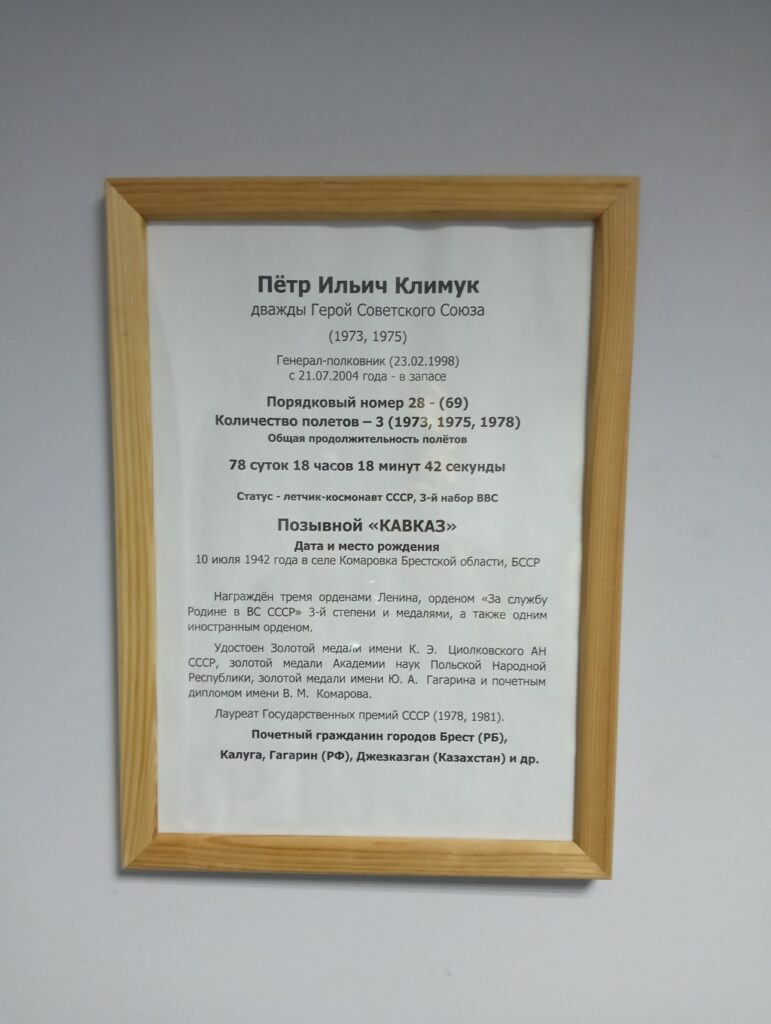 Пётр Ильич Климук
дважды Герой Советского Союза
(1973, 1975)
Генерал-полковник (23.02.1998)
с 21.07.2004 года - в запасе
Порядковый номер 28 - (69)
Количество полетов – 3 (1973, 1975, 1978)
Общая продолжительность полётов
78 суток 18 часов 18 минут 42 секунды
Статус - летчик-космонавт СССР, 3-й набор ВВС
Позывной «КАВКАЗ»
Дата и место рождения
10 июля 1942 года в селе Комаровка Брестской области, БССР
Награждён тремя орденами Ленина, орденом «За службу
Родине в ВС СССР» 3-й степени и медалями, а также одним
иностранным орденом.
Удостоен Золотой медали имени К. Э. Циолковского АН
СССР, золотой медали Академии наук Польской Народной
Республики, золотой медали имени Ю. А. Гагарина и почетным
дипломом имени В. М. Комарова.
Лауреат Государственных премий СССР (1978, 1981).
Почетный гражданин городов Брест (РБ),
Калуга, Гагарин (РФ), Джезказган (Казахстан) и др.